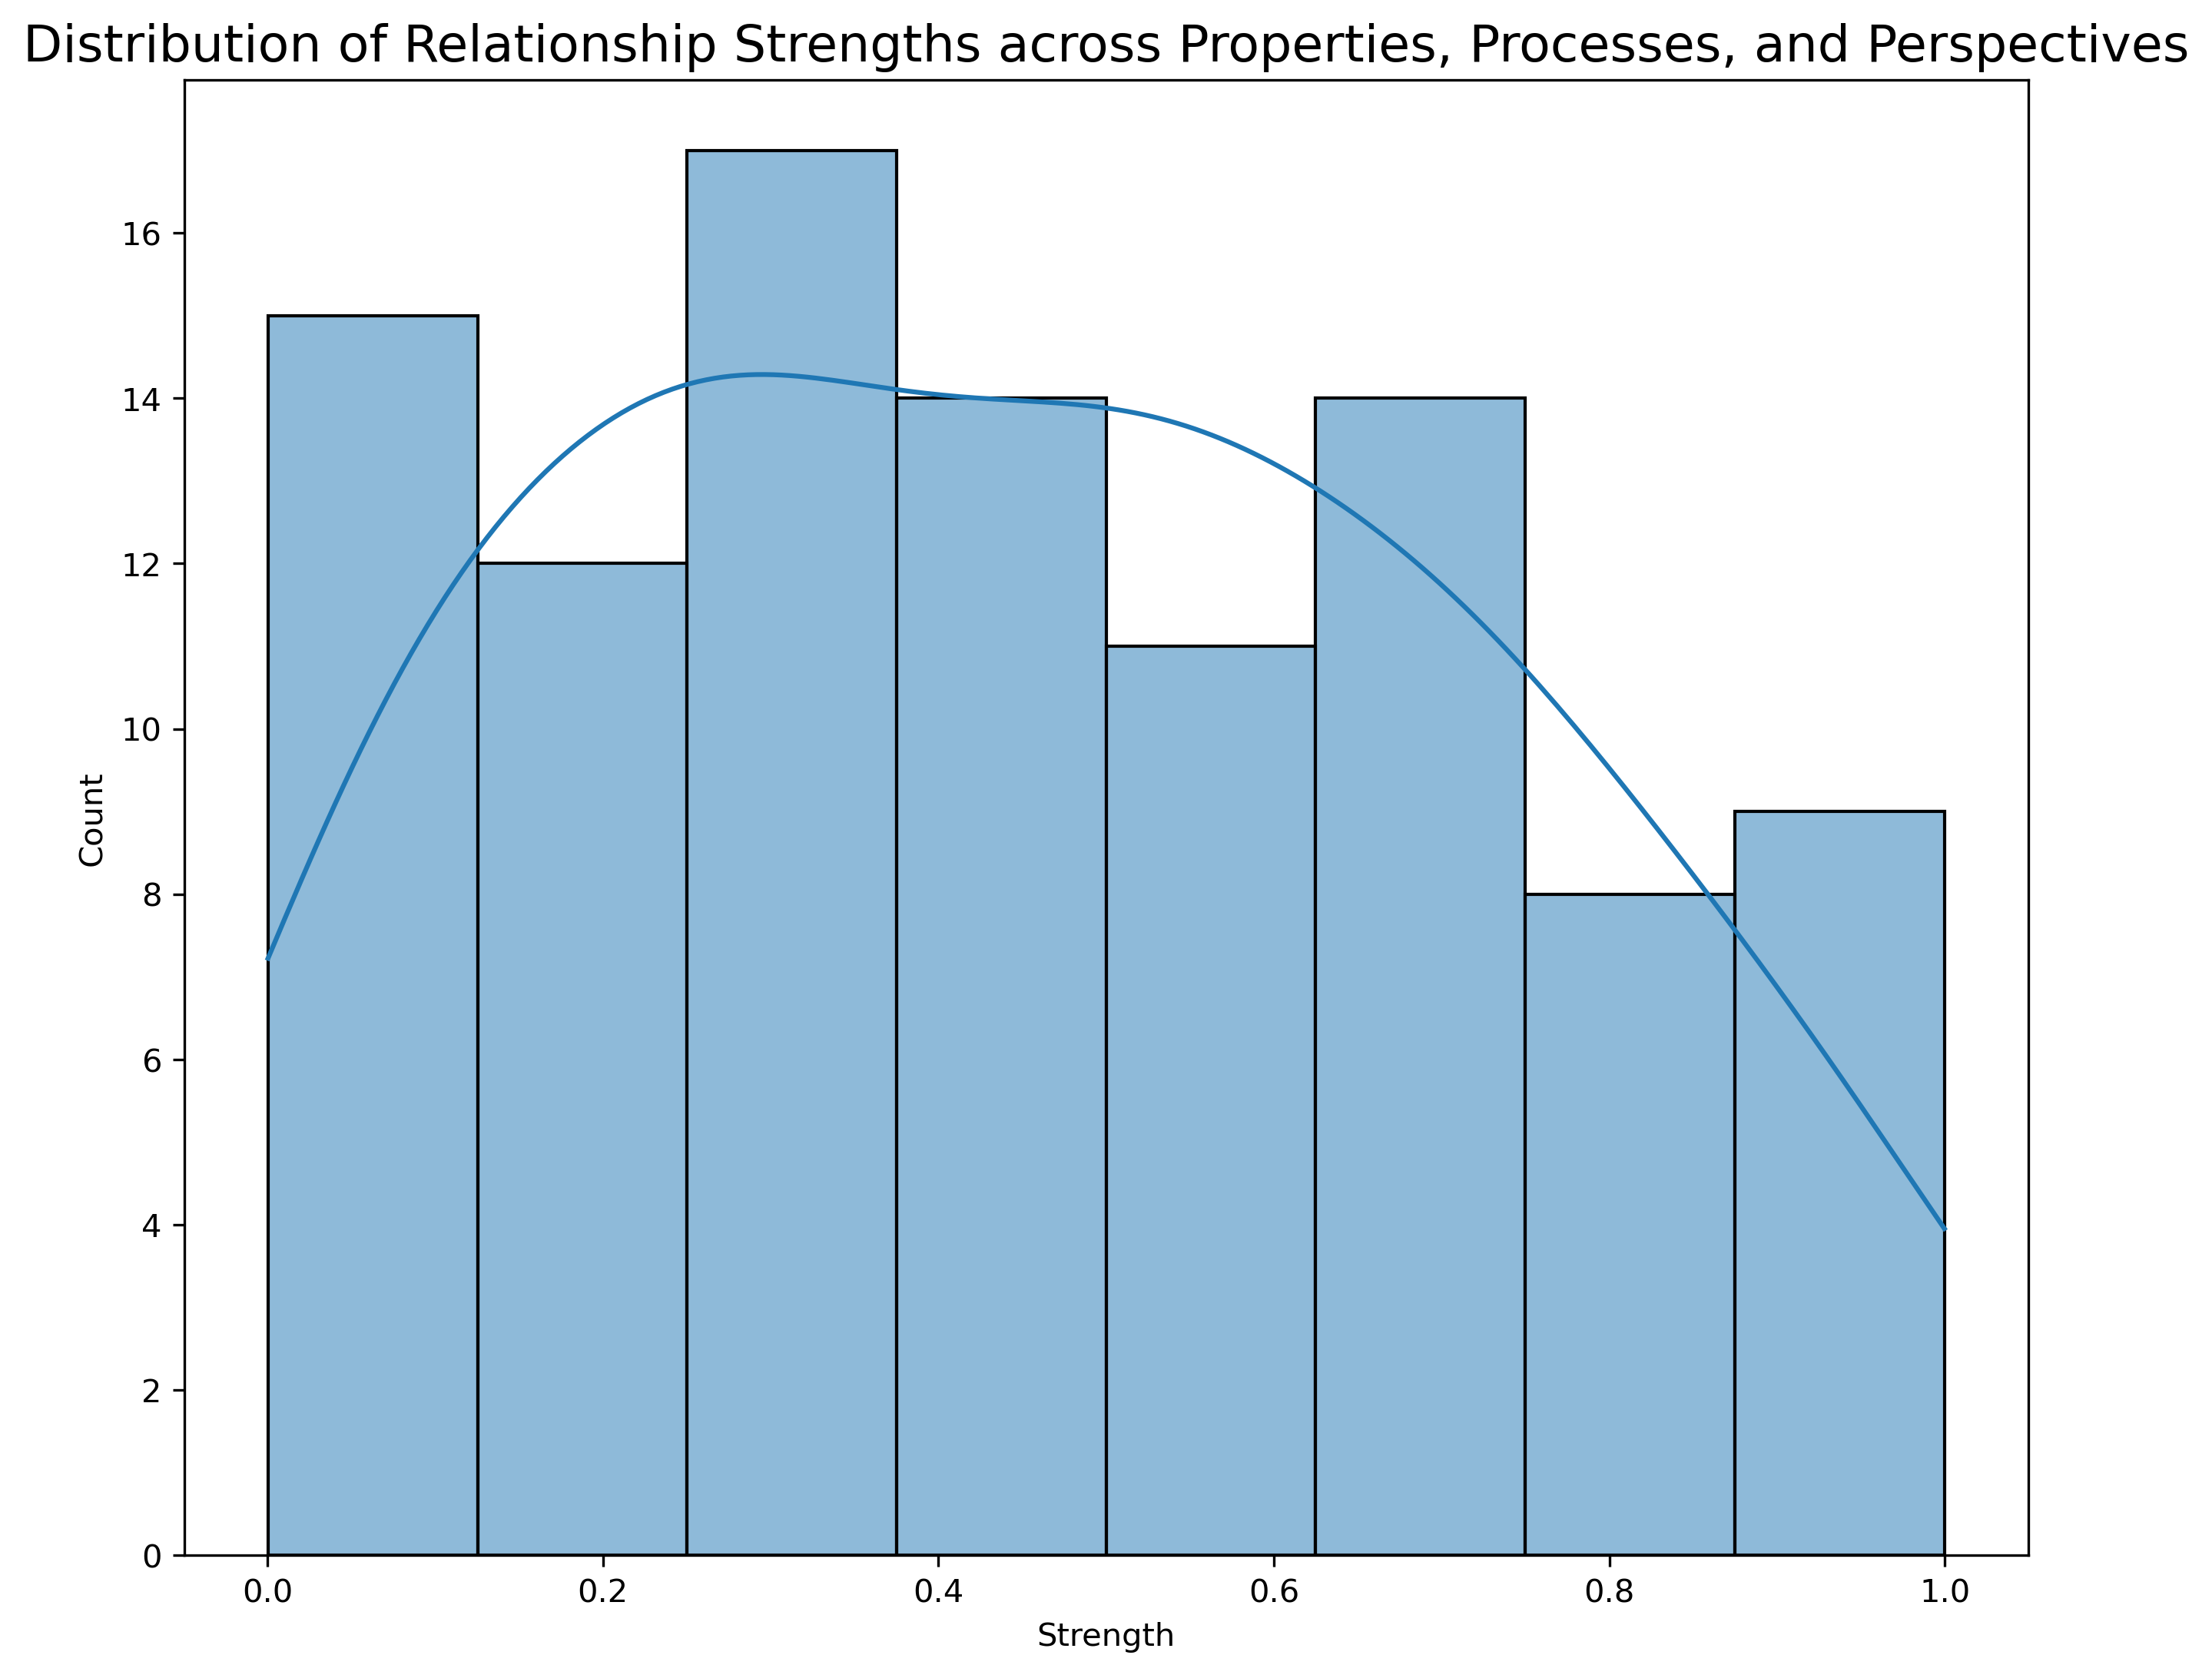 Distribution of Relationship Strengths across Properties, Processes, and Perspectives
16
14
12
10
8
6
4
2
0
Count
0.0 0.2 0.4 0.6 0.8 1.0
Strength